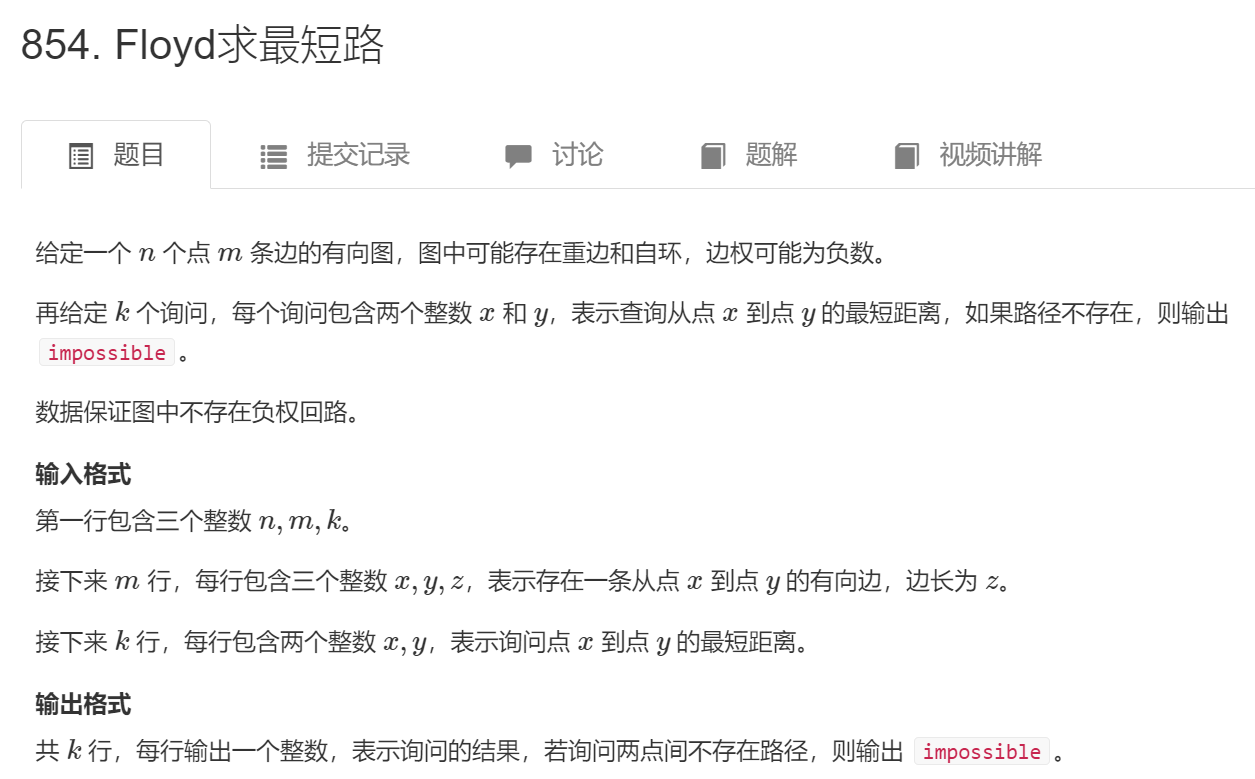 854. Floyd求最短路
题目 提交记录 讨论 题解 视频讲解
给定一个 n 个点 m 条边的有向图，图中可能存在重边和自环，边权可能为负数。
再给定 k 个询问，每个询问包含两个整数 x 和 y，表示查询从点 x 到点 y 的最短距离，如果路径不存在，则输出
impossible 。
数据保证图中不存在负权回路。
输入格式
第一行包含三个整数 n, m, k。
接下来 m 行，每行包含三个整数 x, y, z，表示存在一条从点 x 到点 y 的有向边，边长为 z。
接下来 k 行，每行包含两个整数 x, y，表示询问点 x 到点 y 的最短距离。
输出格式
共 k 行，每行输出一个整数，表示询问的结果，若询问两点间不存在路径，则输出 impossible 。